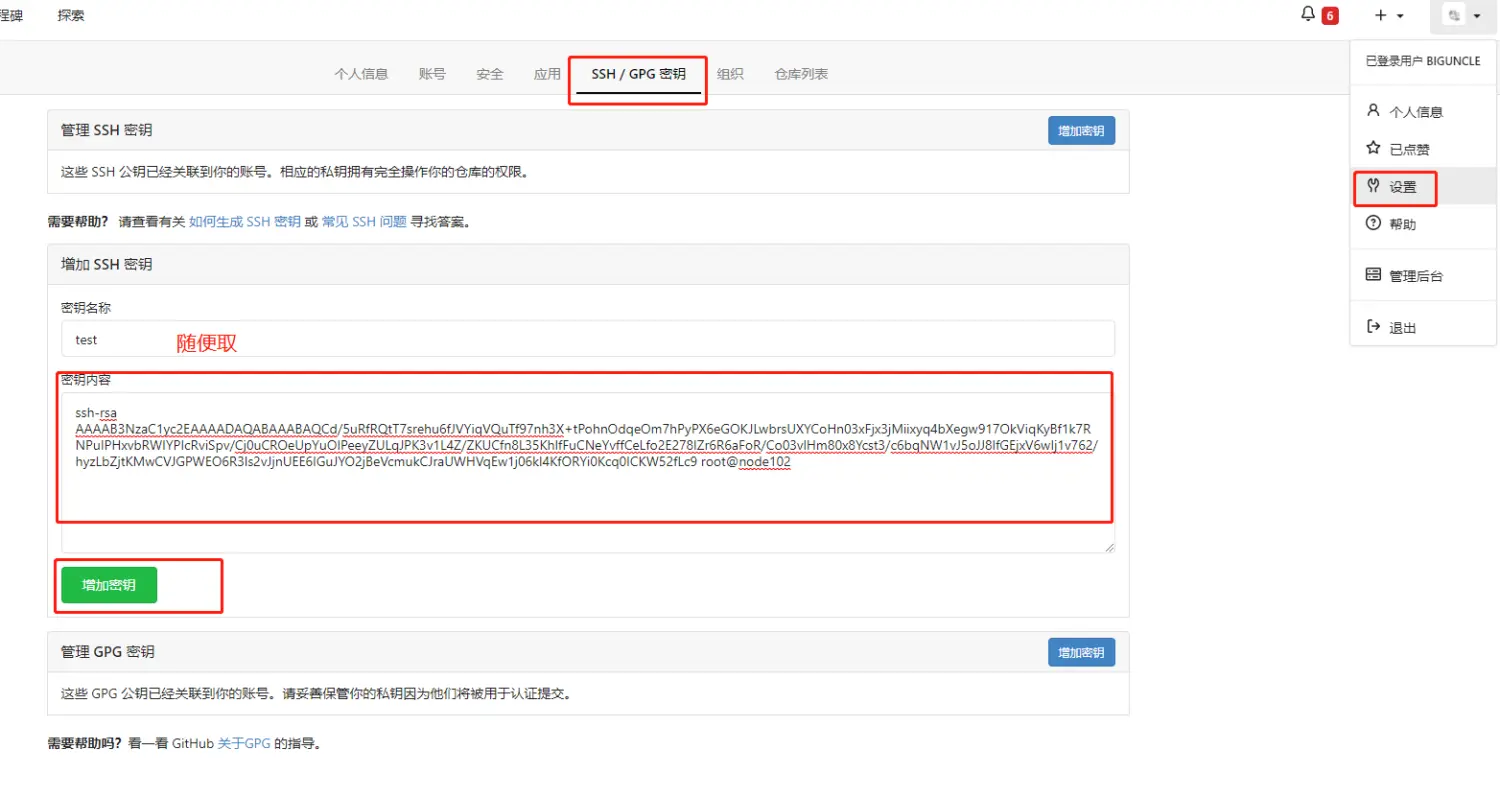 程碑 探索 6
已登录用户 BIGUNCLE
个人信息 账号 安全 应用 SSH / GPG 密钥 组织 仓库列表
个人信息
已点赞
设置
帮助
管理后台
退出
管理 SSH 密钥 增加密钥
这些 SSH 公钥已经关联到你的账号。相应的私钥拥有完全操作你的仓库的权限。
需要帮助? 请查看有关 如何生成 SSH 密钥 或 常见 SSH 问题 寻找答案。
增加 SSH 密钥
密钥名称
test 随便取
密钥内容
ssh-rsa
AAAAB3NzaC1yc2EAAAADAQABAAABAQCd/5uRfRQtT7srehu6fJVYiqVQuTf97nh3X+tPohnOdqeOm7hPyPX6eGOKJLwbrsUXYCoHn03xFjx3jMiixyq4bXegw917OkViqKyBf1k7R
NPuIPHxvbRWIYPIcRviSpv/Cj0uCROeUpYuOIPeeyZULqJPK3v1L4Z/ZKUCfn8L35KhIfFuCNeYvffCeLfo2E278IZr6R6aFoR/Co03vIHm80x8Ycst3/c6bqNW1vJ5oJJ8IfGEjxV6wIj1v762/
hyzLbZjtKMwCVJGPWEO6R3Is2vJjnUEE6IGuJYO2jBeVcmukCJraUWHVqEw1j06kI4KfORYi0Kcq0ICKW52fLc9 root@node102
增加密钥
管理 GPG 密钥 增加密钥
这些 GPG 公钥已经关联到你的账号。请妥善保管你的私钥因为他们将被用于认证提交。
需要帮助吗? 看一看 GitHub 关于GPG 的指导。